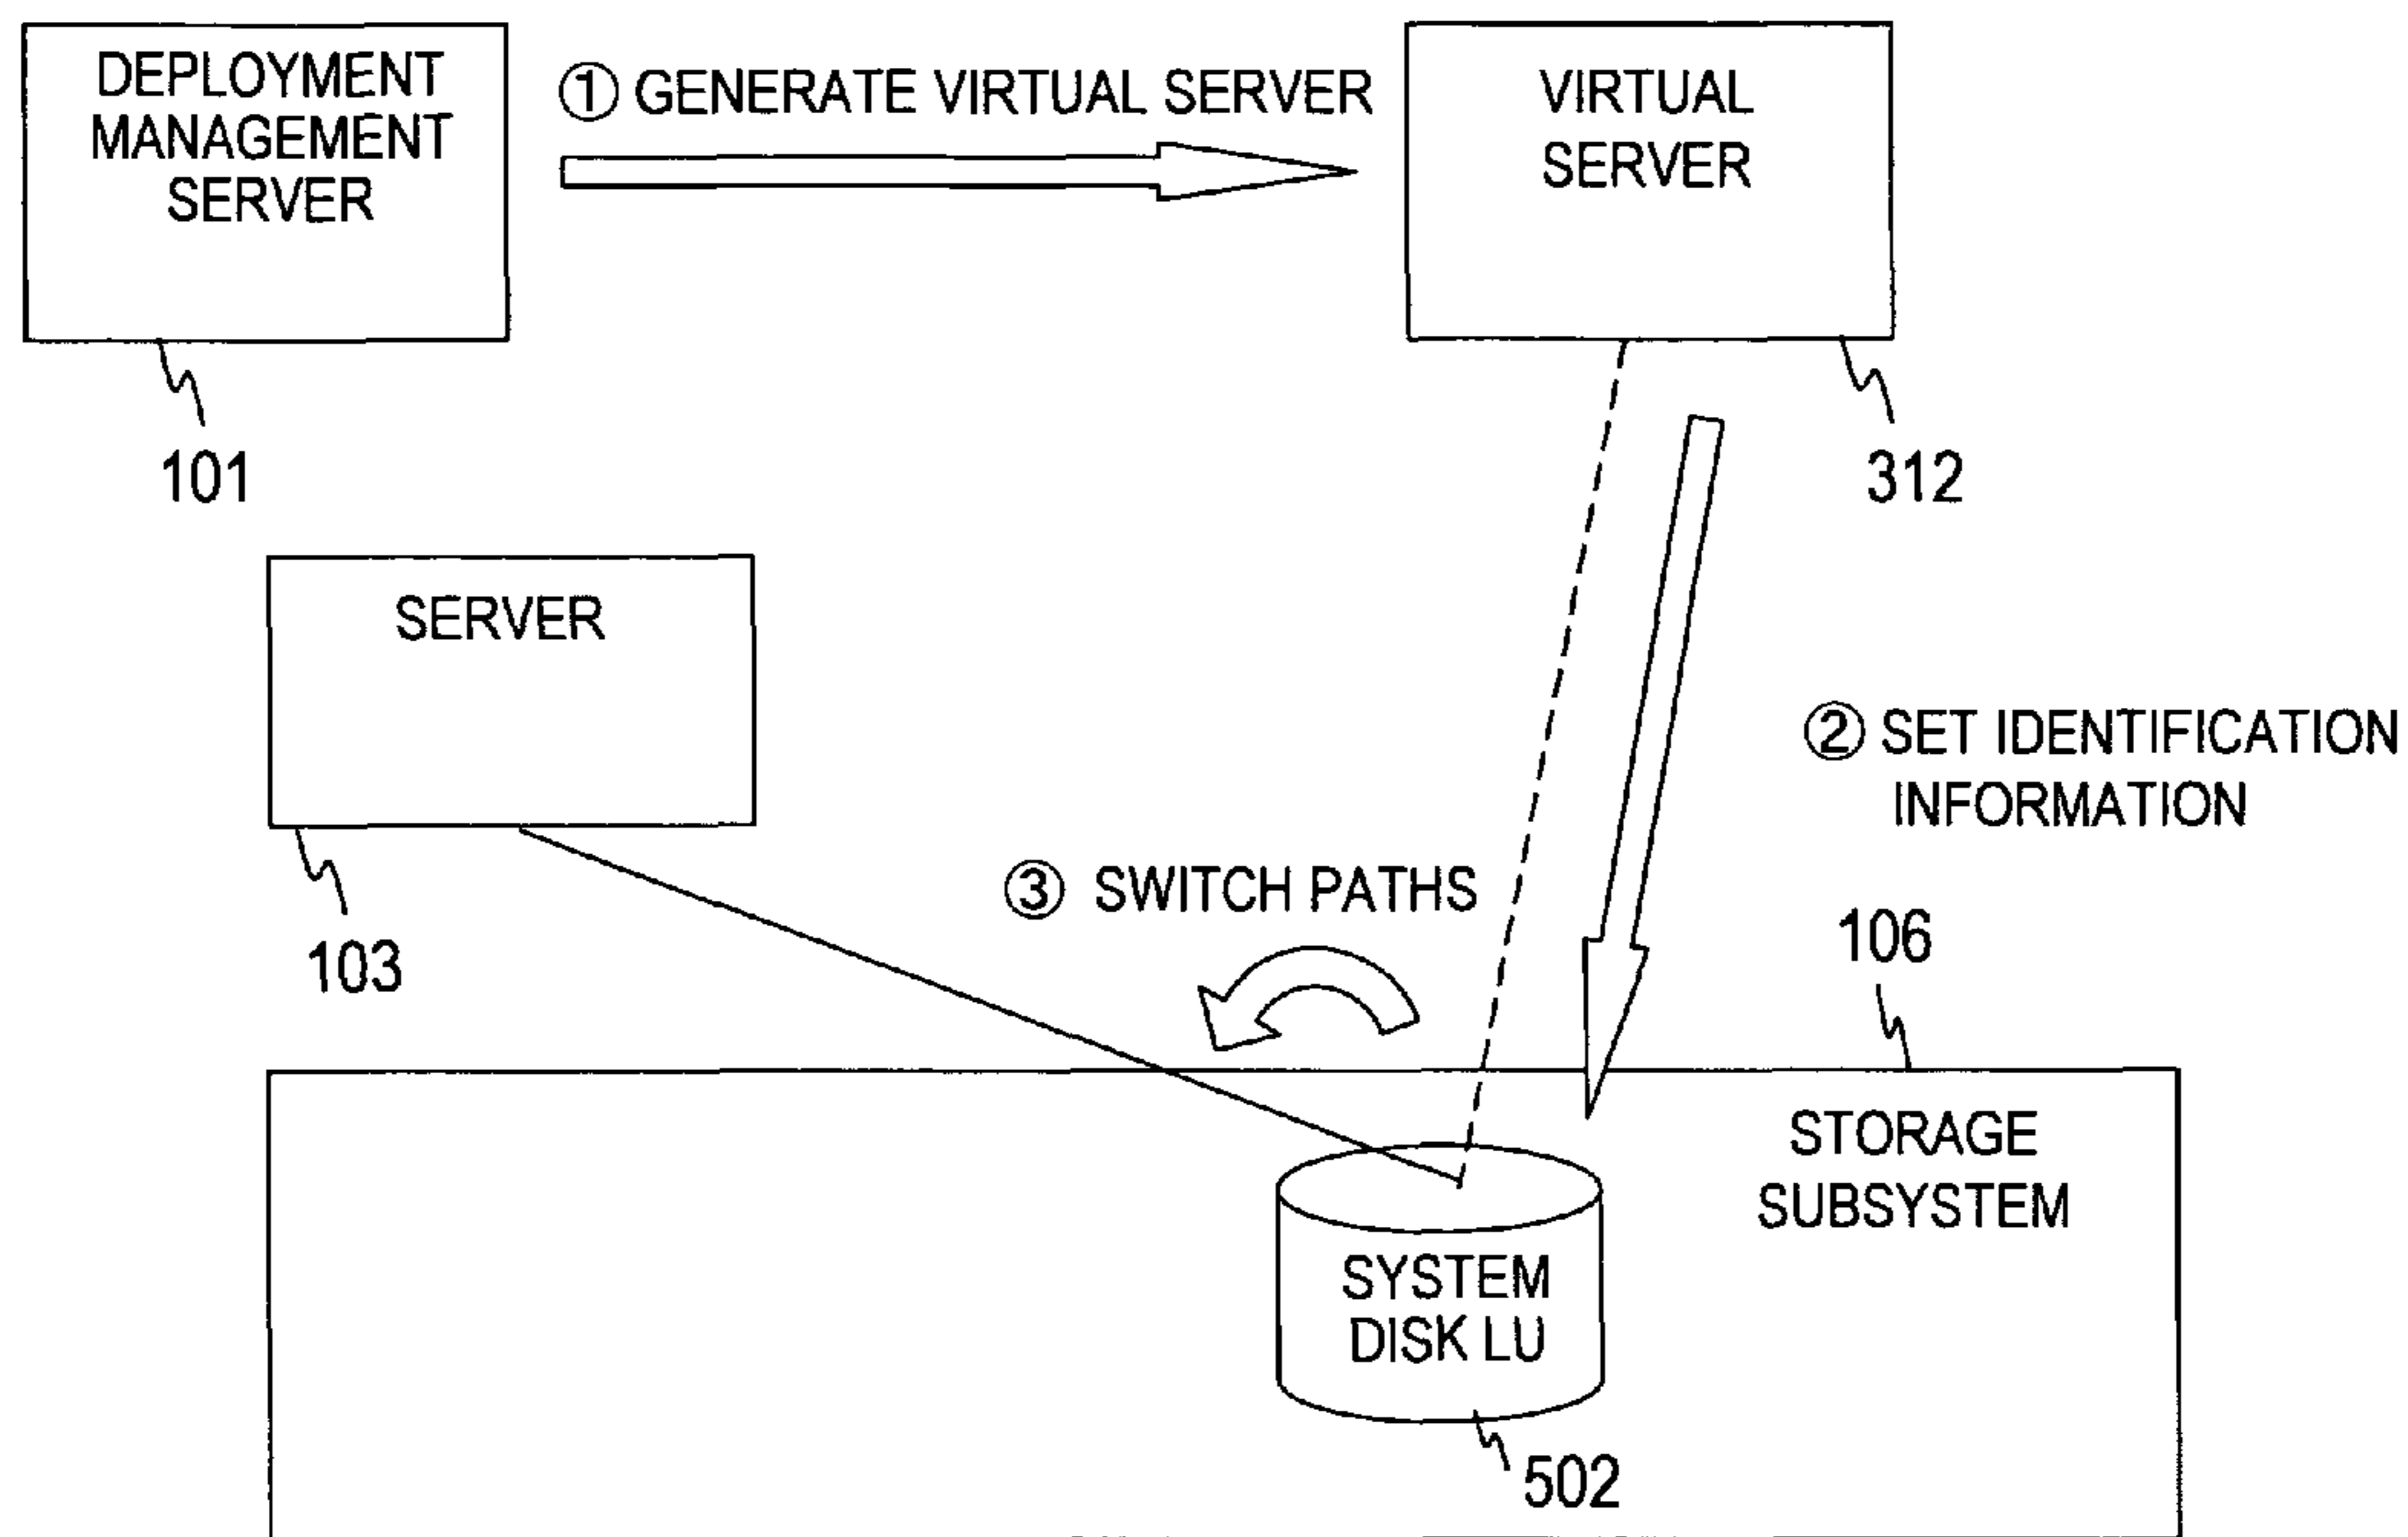 DEPLOYMENT
MANAGEMENT
SERVER
① GENERATE VIRTUAL SERVER
VIRTUAL
SERVER
101
312
SERVER
② SET IDENTIFICATION
INFORMATION
③ SWITCH PATHS
103
106
STORAGE
SUBSYSTEM
SYSTEM
DISK LU
502